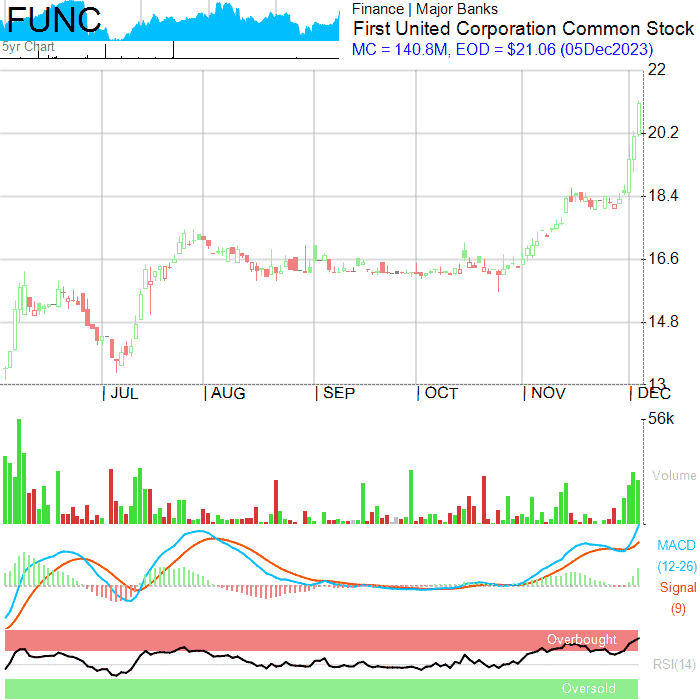 FUNC
5yr Chart
Finance | Major Banks
First United Corporation Common Stock
MC = 140.8M, EOD = $21.06 (05Dec2023)
22
20.2
18.4
16.6
14.8
13
JUL AUG SEP OCT NOV DEC
56k
Volume
MACD
(12-26)
Signal
(9)
Overbought
RSI(14)
Oversold